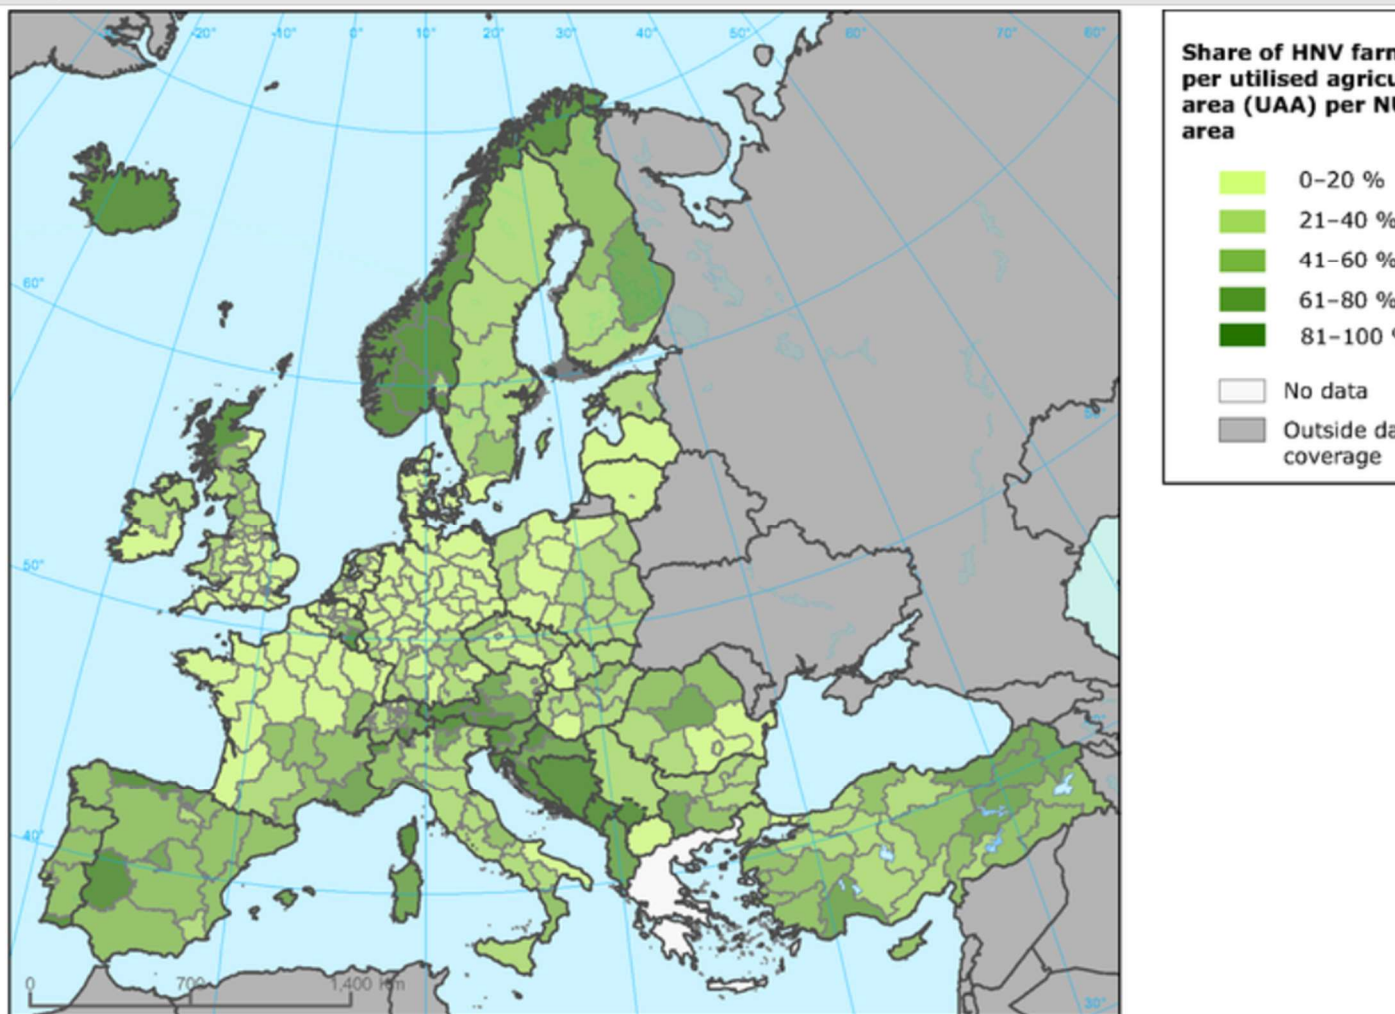 -20° -10° 0° 10° 20° 30° 40° 50° 60° 70° 80°
60°
50°
40°
30°
0 700 1,400 Km
Share of HNV farm
per utilised agricu
area (UAA) per NU
area
0–20 %
21–40 %
41–60 %
61–80 %
81–100 %
No data
Outside da
coverage